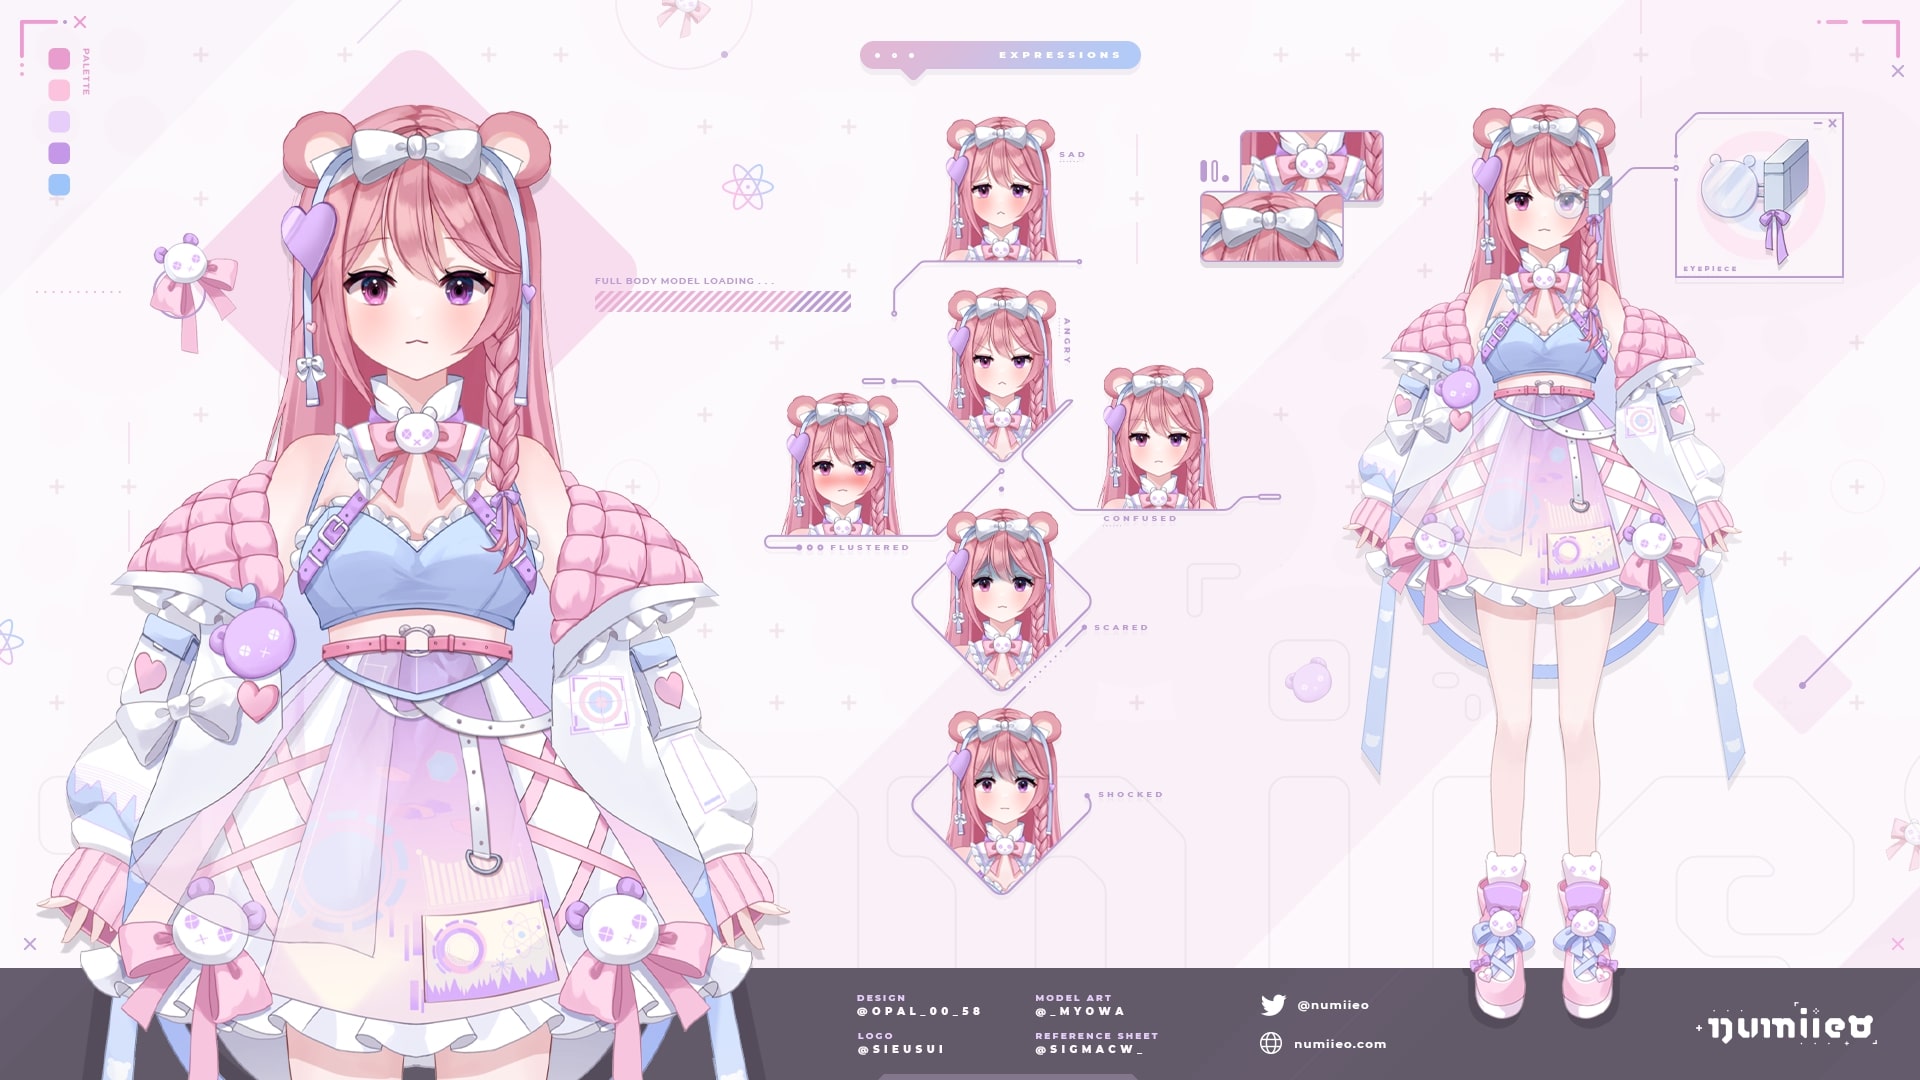 PALETTE
EXPRESSIONS
SAD
EYEPIECE
FULL BODY MODEL LOADING . . .
ANGRY
CONFUSED
FLUSTERED
SCARED
SHOCKED
DESIGN
@OPAL_00_58
MODEL ART
@_MYOWA
@numiieo
LOGO
@SIEUSUI
REFERENCE SHEET
@SIGMACW_
numiieo.com
numiieo